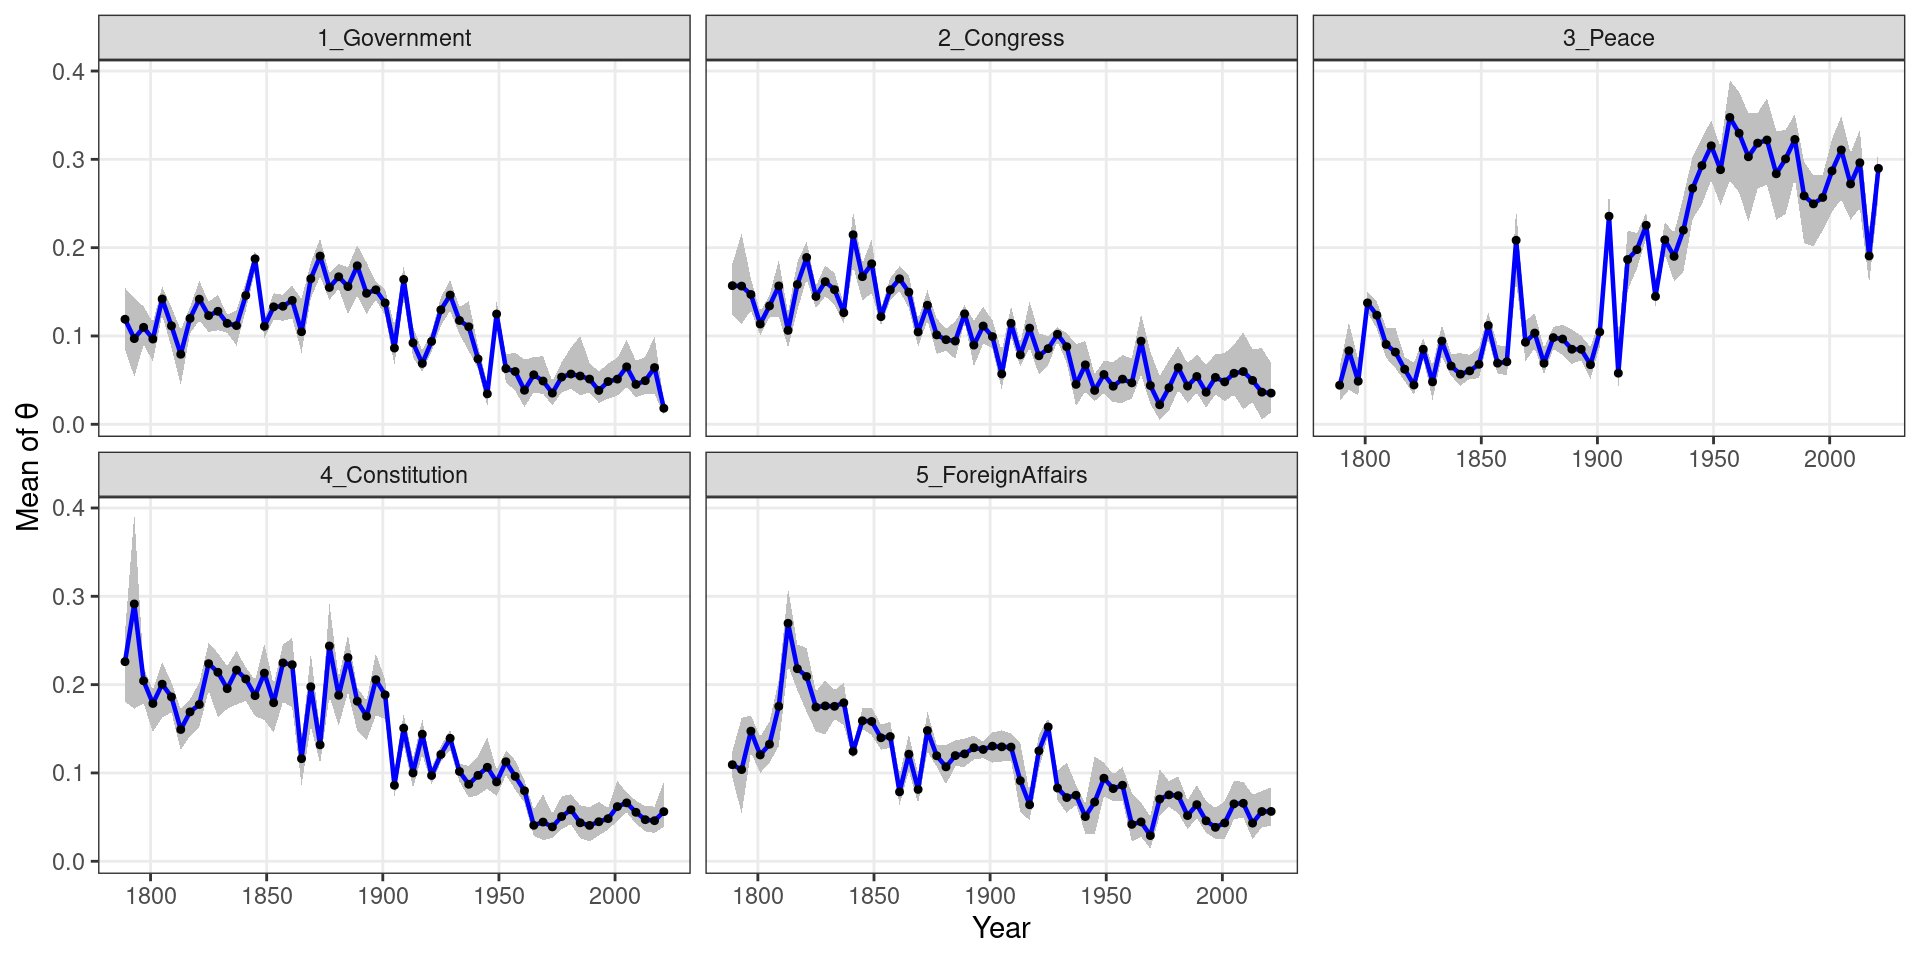 1_Government
2_Congress
3_Peace
0.4
0.3
0.2
0.1
0.0
1800 1850 1900 1950 2000
4_Constitution
5_ForeignAffairs
0.4
0.3
0.2
0.1
0.0
1800 1850 1900 1950 2000
1800 1850 1900 1950 2000
Mean of θ
Year